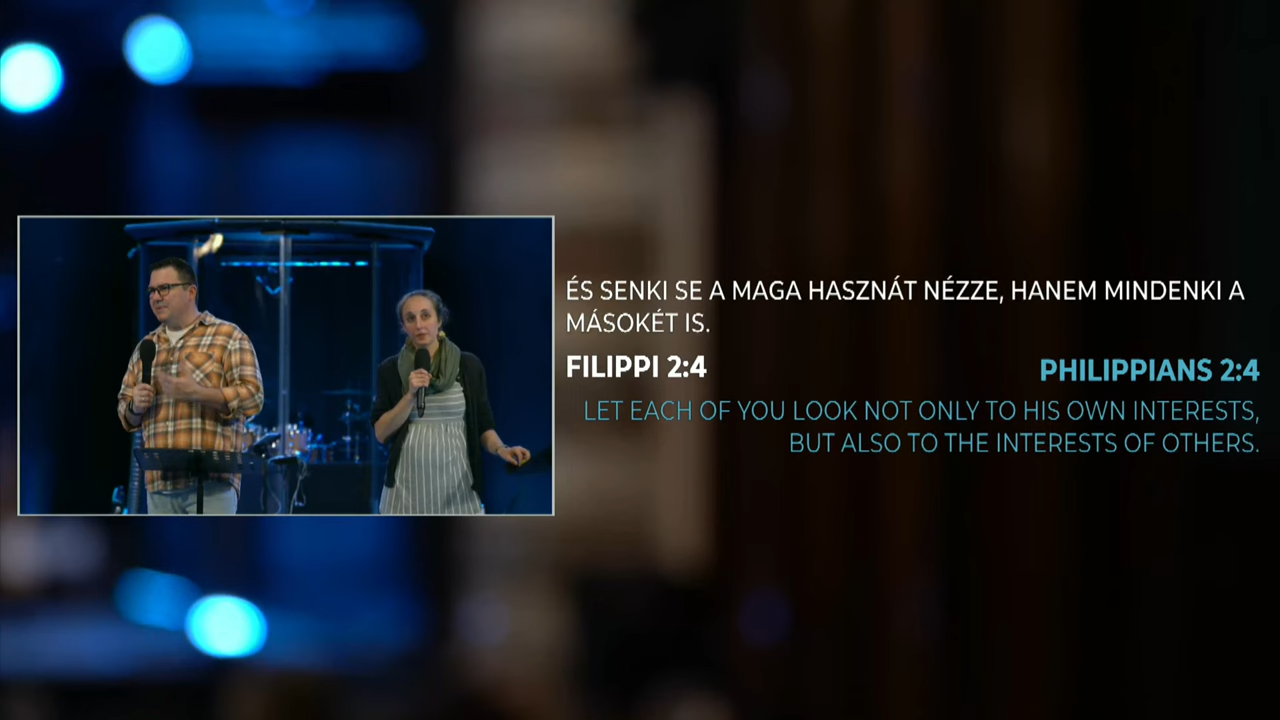 ÉS SENKI SE A MAGA HASZNÁT NÉZZE, HANEM MINDENKI A
MÁSOKÉT IS.
FILIPPI 2:4
PHILIPPIANS 2:4
LET EACH OF YOU LOOK NOT ONLY TO HIS OWN INTERESTS,
BUT ALSO TO THE INTERESTS OF OTHERS.